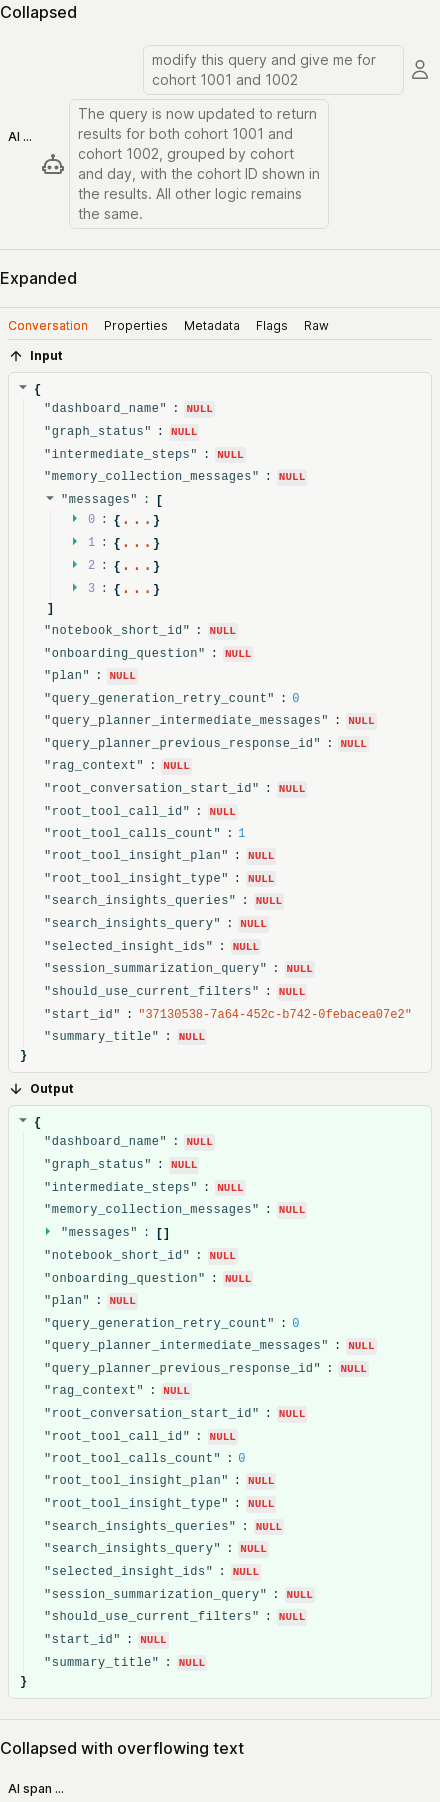 Collapsed
modify this query and give me for
cohort 1001 and 1002
AI ...
The query is now updated to return
results for both cohort 1001 and
cohort 1002, grouped by cohort
and day, with the cohort ID shown in
the results. All other logic remains
the same.
Expanded
Conversation Properties Metadata Flags Raw
Input
{
"dashboard_name" : NULL
"graph_status" : NULL
"intermediate_steps" : NULL
"memory_collection_messages" : NULL
"messages" : [
0 : {...}
1 : {...}
2 : {...}
3 : {...}
]
"notebook_short_id" : NULL
"onboarding_question" : NULL
"plan" : NULL
"query_generation_retry_count" : 0
"query_planner_intermediate_messages" : NULL
"query_planner_previous_response_id" : NULL
"rag_context" : NULL
"root_conversation_start_id" : NULL
"root_tool_call_id" : NULL
"root_tool_calls_count" : 1
"root_tool_insight_plan" : NULL
"root_tool_insight_type" : NULL
"search_insights_queries" : NULL
"search_insights_query" : NULL
"selected_insight_ids" : NULL
"session_summarization_query" : NULL
"should_use_current_filters" : NULL
"start_id" : "37130538-7a64-452c-b742-0febacea07e2"
"summary_title" : NULL
}
Output
{
"dashboard_name" : NULL
"graph_status" : NULL
"intermediate_steps" : NULL
"memory_collection_messages" : NULL
"messages" : []
"notebook_short_id" : NULL
"onboarding_question" : NULL
"plan" : NULL
"query_generation_retry_count" : 0
"query_planner_intermediate_messages" : NULL
"query_planner_previous_response_id" : NULL
"rag_context" : NULL
"root_conversation_start_id" : NULL
"root_tool_call_id" : NULL
"root_tool_calls_count" : 0
"root_tool_insight_plan" : NULL
"root_tool_insight_type" : NULL
"search_insights_queries" : NULL
"search_insights_query" : NULL
"selected_insight_ids" : NULL
"session_summarization_query" : NULL
"should_use_current_filters" : NULL
"start_id" : NULL
"summary_title" : NULL
}
Collapsed with overflowing text
AI span ...